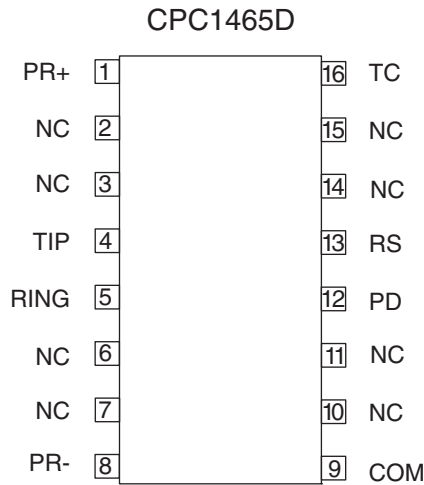 CPC1465D
PR+ 1 16 TC
NC 2 15 NC
NC 3 14 NC
TIP 4 13 RS
RING 5 12 PD
NC 6 11 NC
NC 7 10 NC
PR- 8 9 COM